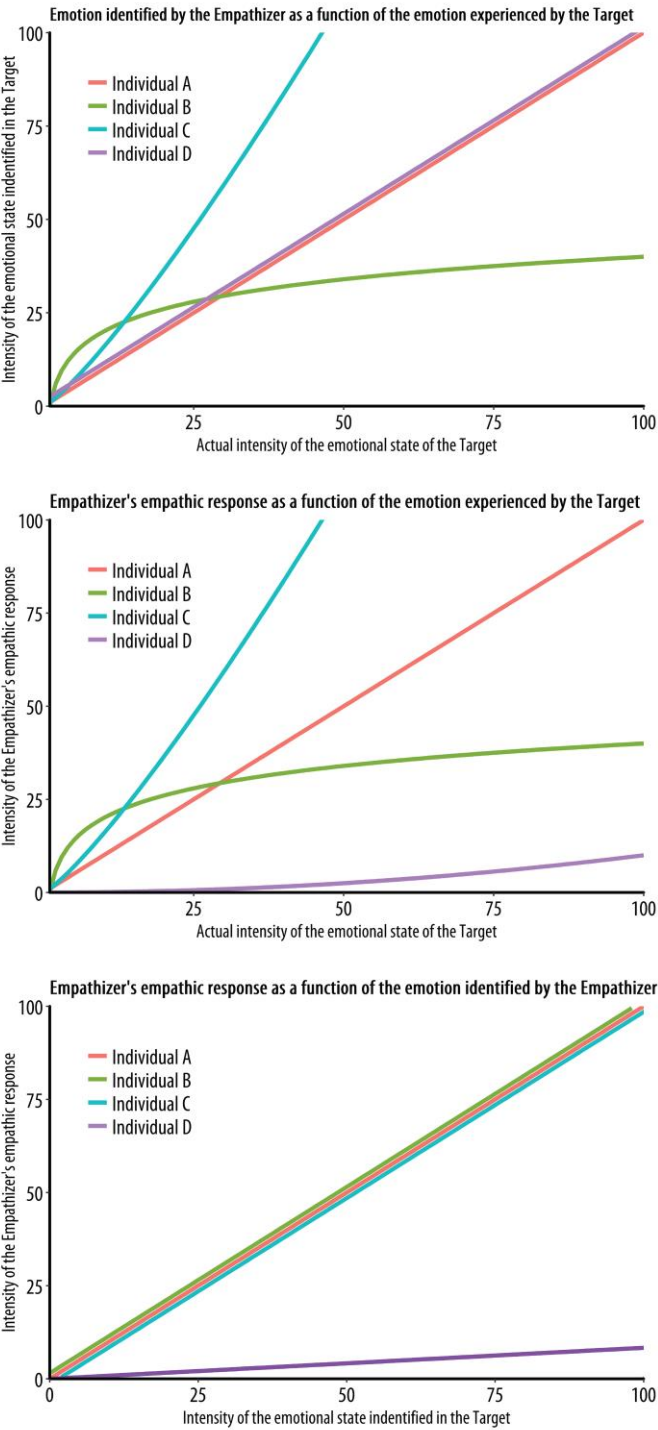 Emotion identified by the Empathizer as a function of the emotion experienced by the Target
Intensity of the emotional state indentified in the Target
100
75
50
25
0
Individual A
Individual B
Individual C
Individual D
25
50
75
100
Actual intensity of the emotional state of the Target
Empathizer's empathic response as a function of the emotion experienced by the Target
Intensity of the Empathizer's empathic response
100
75
50
25
0
Individual A
Individual B
Individual C
Individual D
25
50
75
100
Actual intensity of the emotional state of the Target
Empathizer's empathic response as a function of the emotion identified by the Empathizer
Intensity of the Empathizer's empathic response
100
75
50
25
0
Individual A
Individual B
Individual C
Individual D
0
25
50
75
100
Intensity of the emotional state indentified in the Target